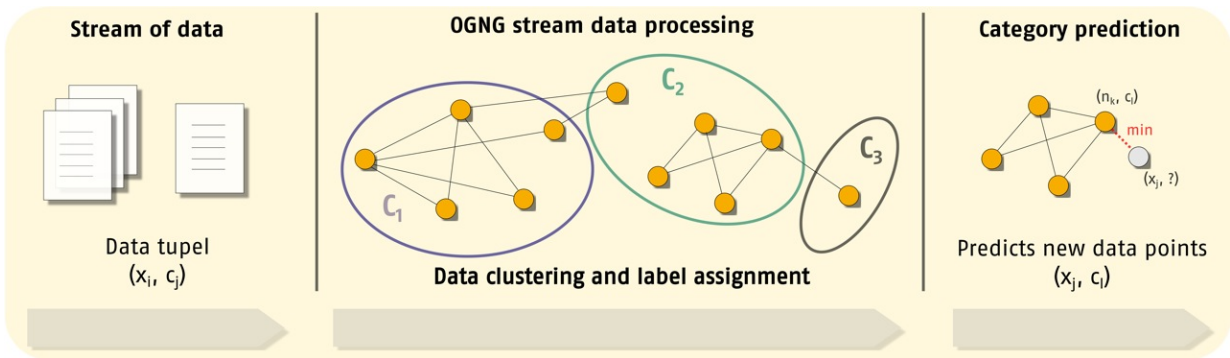 Stream of data
Data tupel
(xᵢ, cⱼ)
OGNG stream data processing
C₁
C₂
C₃
Data clustering and label assignment
Category prediction
(nₖ, cₗ)
min
(xⱼ, ?)
Predicts new data points
(xⱼ, cₗ)